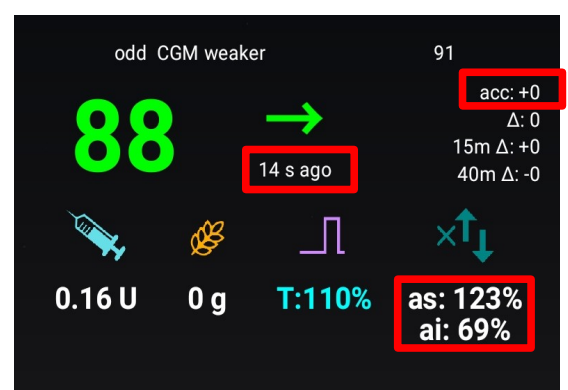 odd CGM weaker 91
acc: +0
88
Δ: 0
15m Δ: +0
14 s ago
40m Δ: -0
0.16 U 0 g T:110% as: 123%
ai: 69%